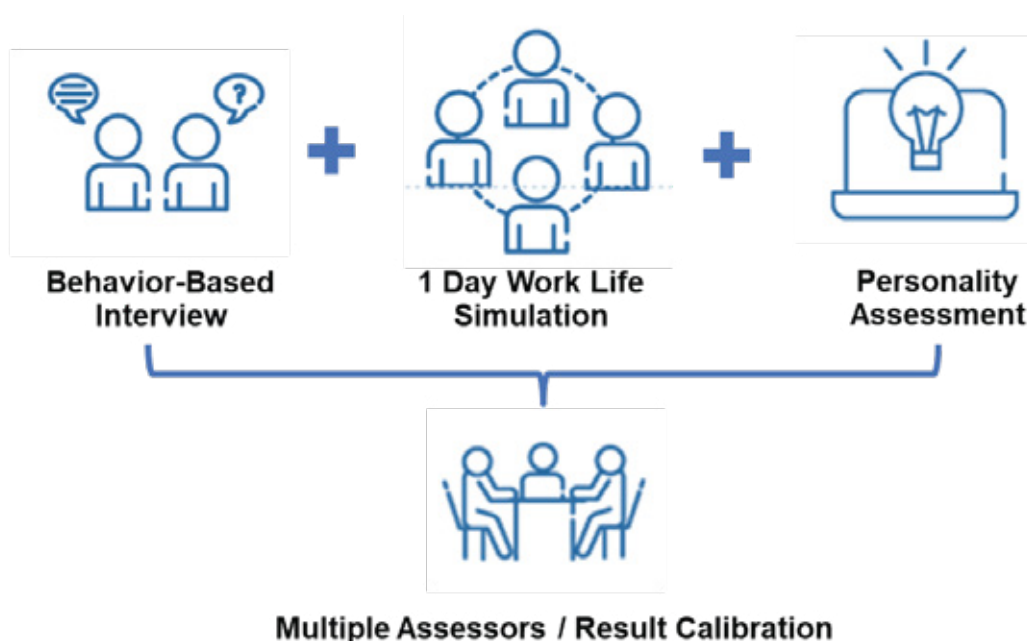 ?
Behavior-Based
Interview
1 Day Work Life
Simulation
Personality
Assessment
Multiple Assessors / Result Calibration